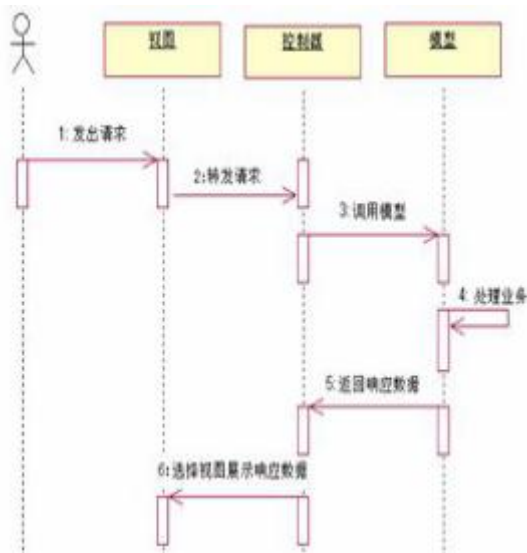 视图
控制器
模型
1:发出请求
2:转发请求
3:调用模型
4:处理业务
5:返回响应数据
6:选择视图展示响应数据